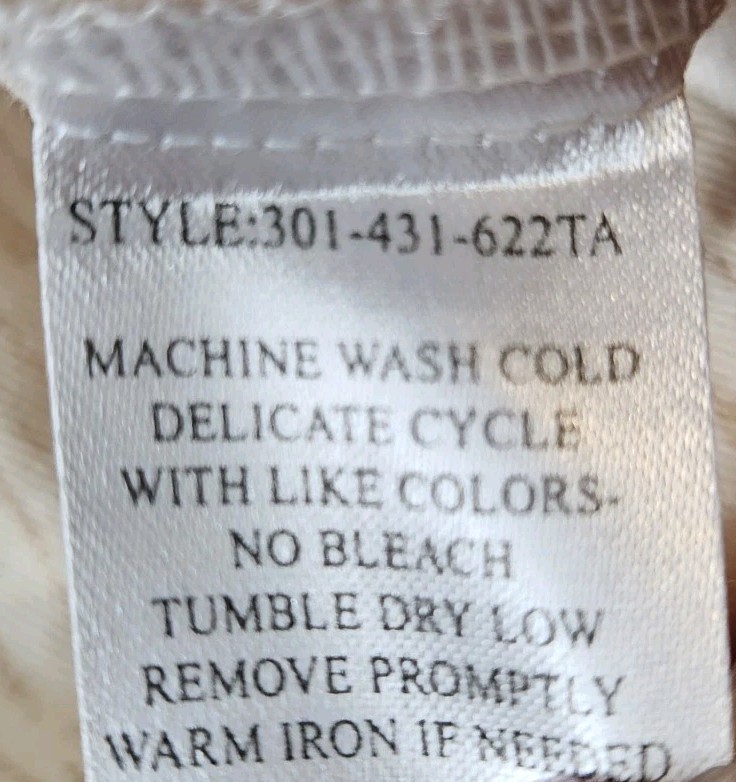 STYLE:301-431-622TA
MACHINE WASH COLD
DELICATE CYCLE
WITH LIKE COLORS-
NO BLEACH
TUMBLE DRY LOW
REMOVE PROMPTLY
WARM IRON IF NEEDED